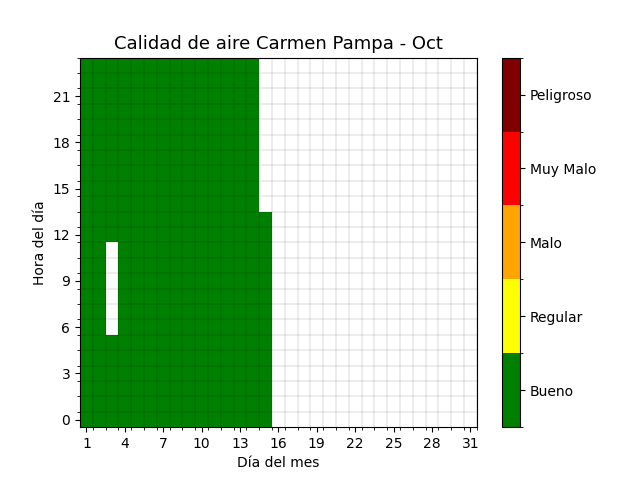 Calidad de aire Carmen Pampa - Oct
Hora del día
21
18
15
12
9
6
3
0
1 4 7 10 13 16 19 22 25 28 31
Día del mes
Peligroso
Muy Malo
Malo
Regular
Bueno